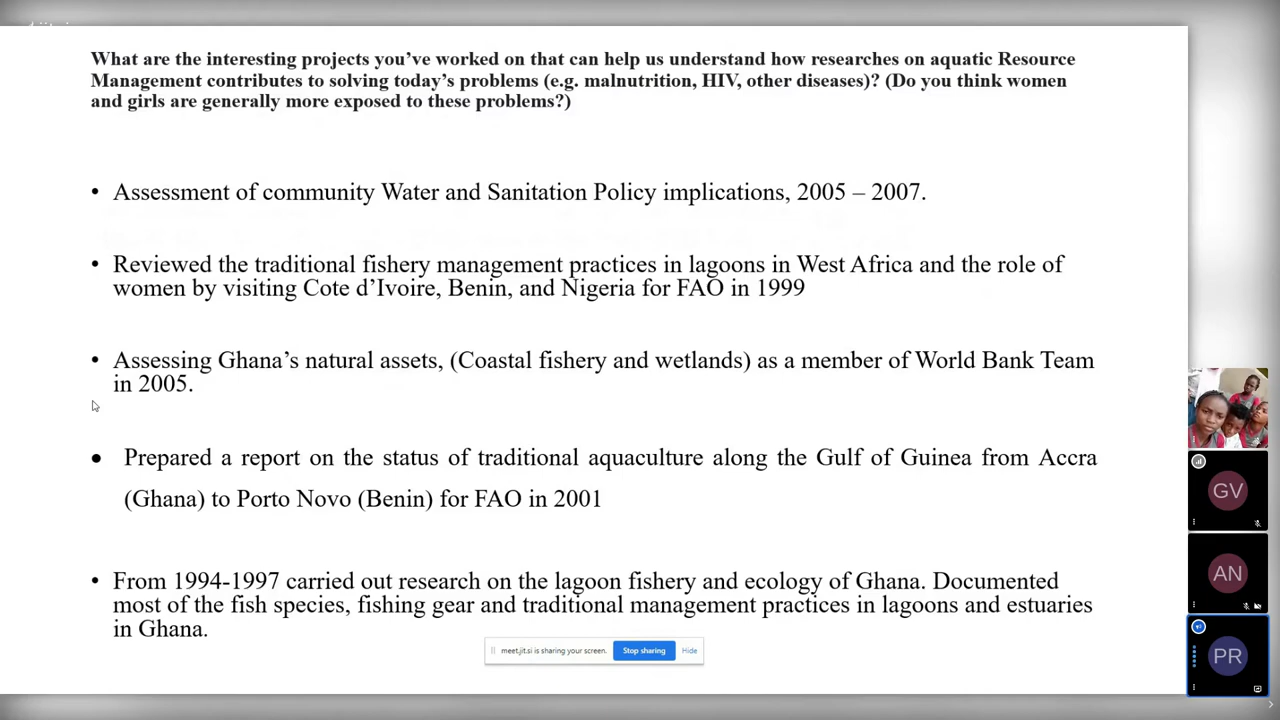 What are the interesting projects you've worked on that can help us understand how researches on aquatic Resource
Management contributes to solving today's problems (e.g. malnutrition, HIV, other diseases)? (Do you think women
and girls are generally more exposed to these problems?)
• Assessment of community Water and Sanitation Policy implications, 2005 – 2007.
• Reviewed the traditional fishery management practices in lagoons in West Africa and the role of
women by visiting Cote d'Ivoire, Benin, and Nigeria for FAO in 1999
• Assessing Ghana's natural assets, (Coastal fishery and wetlands) as a member of World Bank Team
in 2005.
• Prepared a report on the status of traditional aquaculture along the Gulf of Guinea from Accra
(Ghana) to Porto Novo (Benin) for FAO in 2001
• From 1994-1997 carried out research on the lagoon fishery and ecology of Ghana. Documented
most of the fish species, fishing gear and traditional management practices in lagoons and estuaries
in Ghana.
meet.jit.si is sharing your screen. Stop sharing Hide
GV
AN
PR